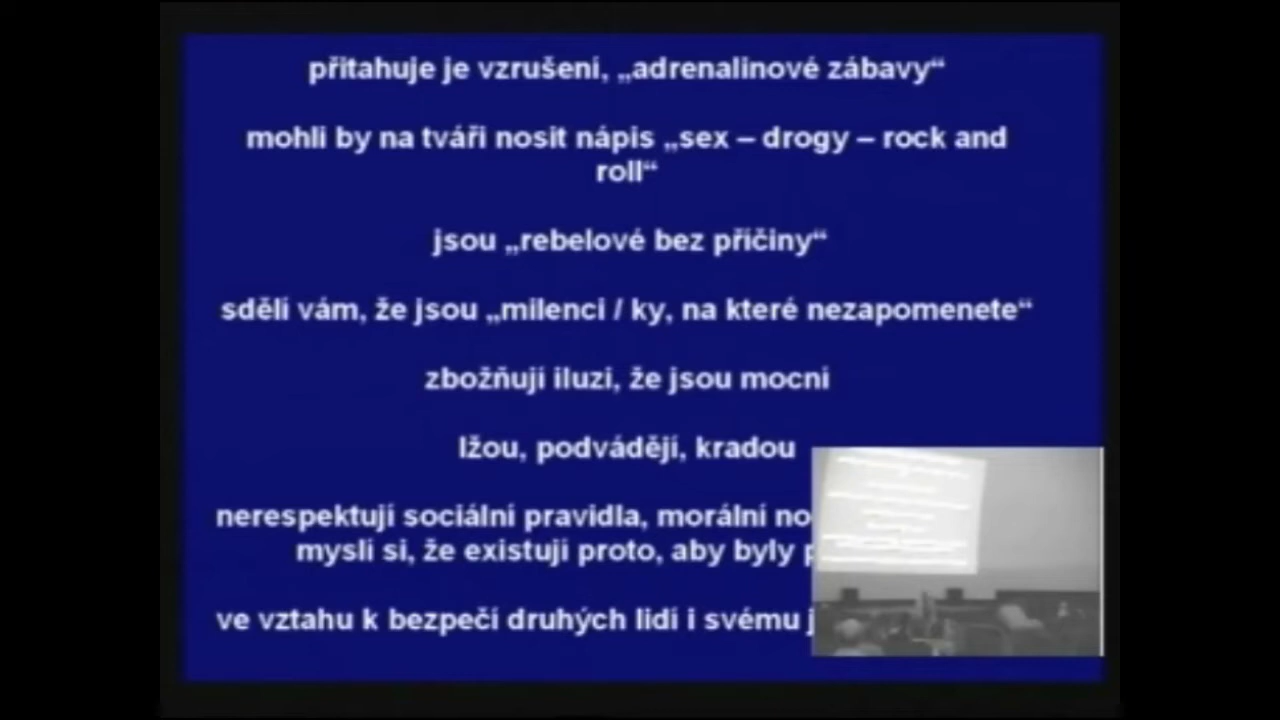 přitahuje je vzrušení, „adrenalinové zábavy“
mohli by na tváři nosit nápis „sex – drogy – rock and
roll“
jsou „rebelové bez příčiny“
sdělí vám, že jsou „milenci / ky, na které nezapomenete“
zbožňují iluzi, že jsou mocní
lžou, podvádějí, kradou
nerespektují sociální pravidla, morální
myslí si, že existují proto, aby byly
ve vztahu k bezpečí druhých lidí i svému